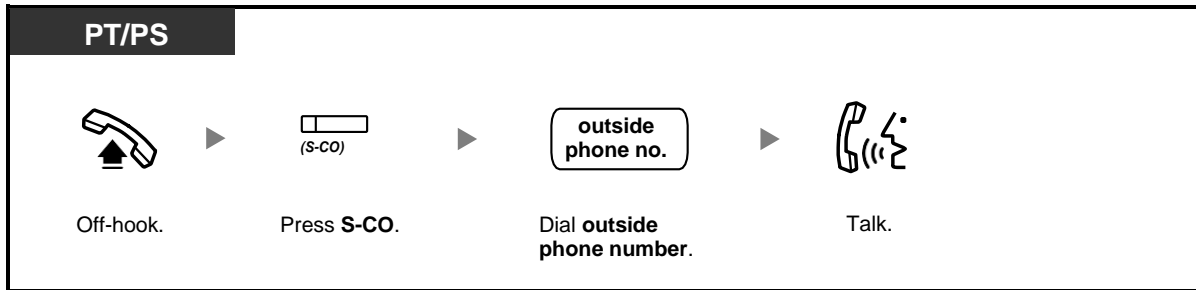 PT/PS
(S-CO)
outside
phone no.
Off-hook.
Press S-CO.
Dial outside
phone number.
Talk.